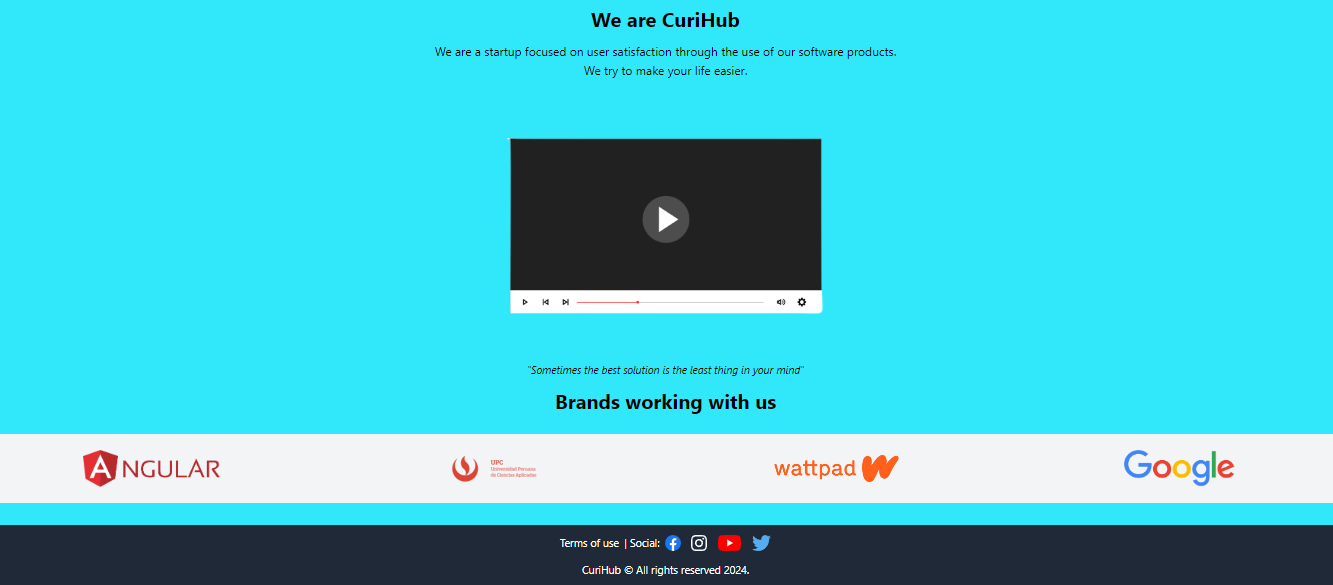 We are CuriHub
We are a startup focused on user satisfaction through the use of our software products.
We try to make your life easier.
"Sometimes the best solution is the least thing in your mind"
Brands working with us
ANGULAR
UPC
Universidad Peruana
de Ciencias Aplicadas
wattpad
Google
Terms of use | Social:
CuriHub © All rights reserved 2024.